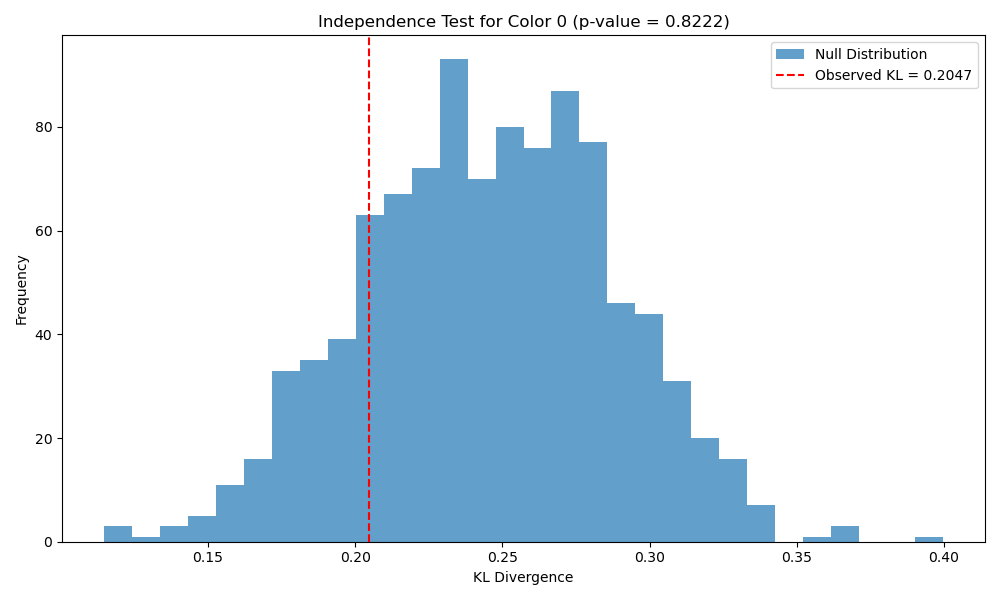 Independence Test for Color 0 (p-value = 0.8222)
Null Distribution
Observed KL = 0.2047
Frequency
80
60
40
20
0
0.15
0.20
0.25
0.30
0.35
0.40
KL Divergence